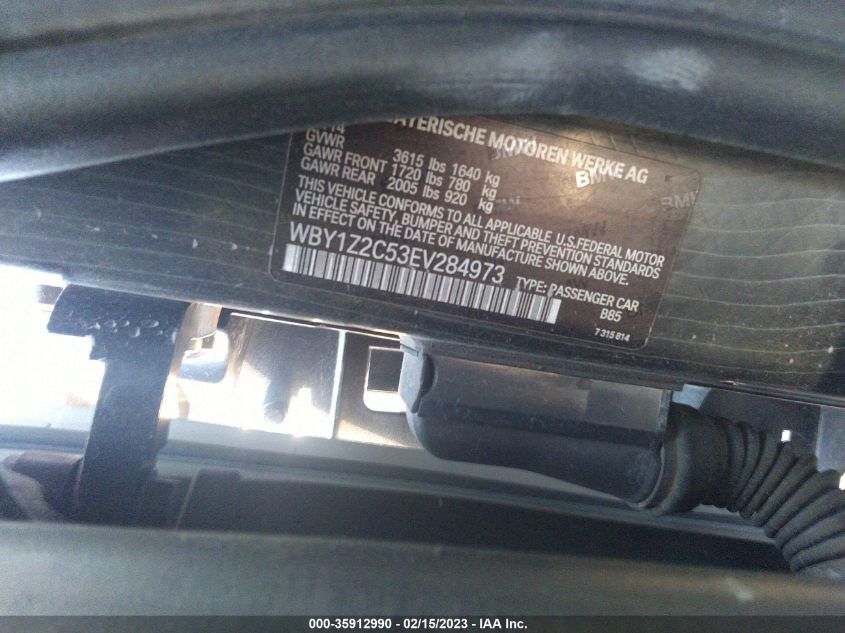 AYERISCHE MOTOREN WERKE AG
GVWR 3615 lbs 1640 kg
GAWR FRONT 1720 lbs 780 kg
GAWR REAR 2005 lbs 920 kg
THIS VEHICLE CONFORMS TO ALL APPLICABLE U.S.FEDERAL MOTOR
VEHICLE SAFETY, BUMPER AND THEFT PREVENTION STANDARDS
IN EFFECT ON THE DATE OF MANUFACTURE SHOWN ABOVE.
WBY1Z2C53EV284973
TYPE: PASSENGER CAR
B85
7 315 814
000-35912990 - 02/15/2023 - IAA Inc.